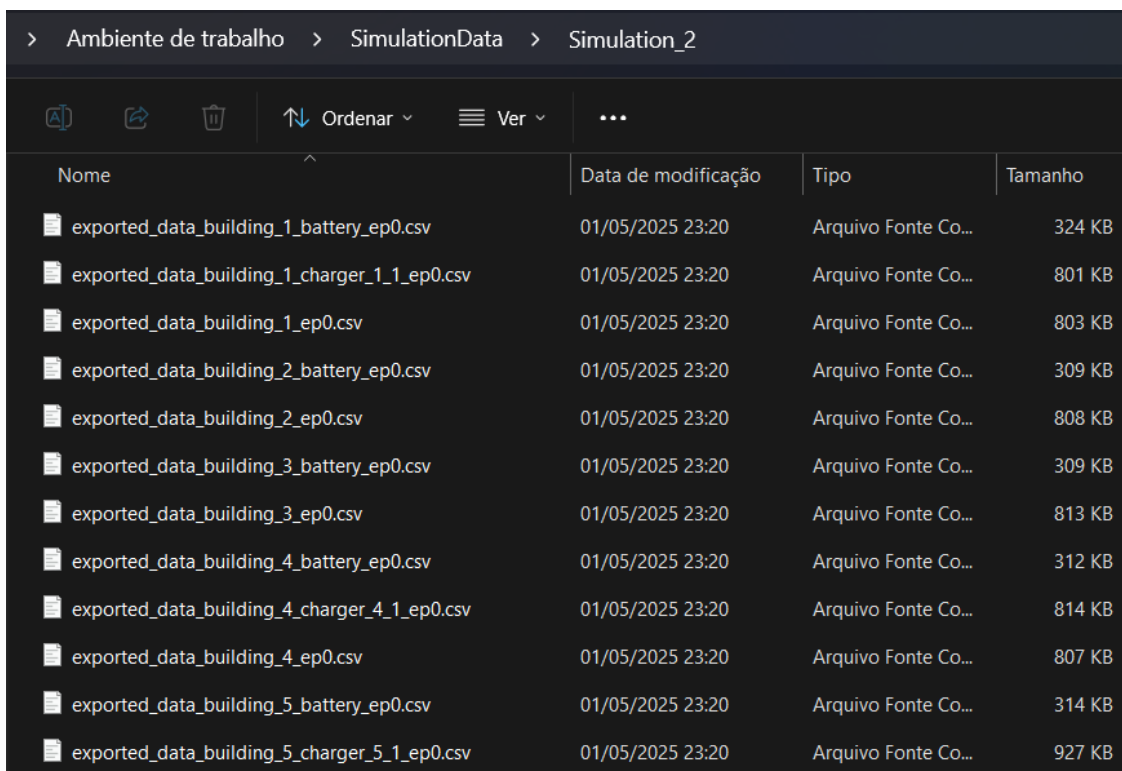 > Ambiente de trabalho > SimulationData > Simulation_2
Ordenar Ver ...
Nome Data de modificação Tipo Tamanho
exported_data_building_1_battery_ep0.csv 01/05/2025 23:20 Arquivo Fonte Co... 324 KB
exported_data_building_1_charger_1_1_ep0.csv 01/05/2025 23:20 Arquivo Fonte Co... 801 KB
exported_data_building_1_ep0.csv 01/05/2025 23:20 Arquivo Fonte Co... 803 KB
exported_data_building_2_battery_ep0.csv 01/05/2025 23:20 Arquivo Fonte Co... 309 KB
exported_data_building_2_ep0.csv 01/05/2025 23:20 Arquivo Fonte Co... 808 KB
exported_data_building_3_battery_ep0.csv 01/05/2025 23:20 Arquivo Fonte Co... 309 KB
exported_data_building_3_ep0.csv 01/05/2025 23:20 Arquivo Fonte Co... 813 KB
exported_data_building_4_battery_ep0.csv 01/05/2025 23:20 Arquivo Fonte Co... 312 KB
exported_data_building_4_charger_4_1_ep0.csv 01/05/2025 23:20 Arquivo Fonte Co... 814 KB
exported_data_building_4_ep0.csv 01/05/2025 23:20 Arquivo Fonte Co... 807 KB
exported_data_building_5_battery_ep0.csv 01/05/2025 23:20 Arquivo Fonte Co... 314 KB
exported_data_building_5_charger_5_1_ep0.csv 01/05/2025 23:20 Arquivo Fonte Co... 927 KB